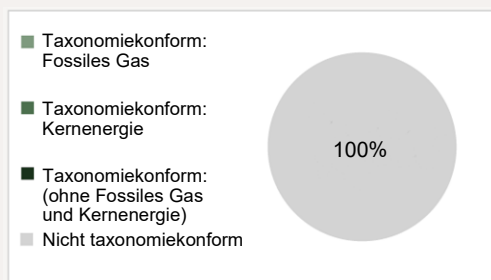 Taxonomiekonform:
Fossiles Gas
Taxonomiekonform:
Kernenergie
Taxonomiekonform:
(ohne Fossiles Gas
und Kernenergie)
Nicht taxonomiekonform
100%